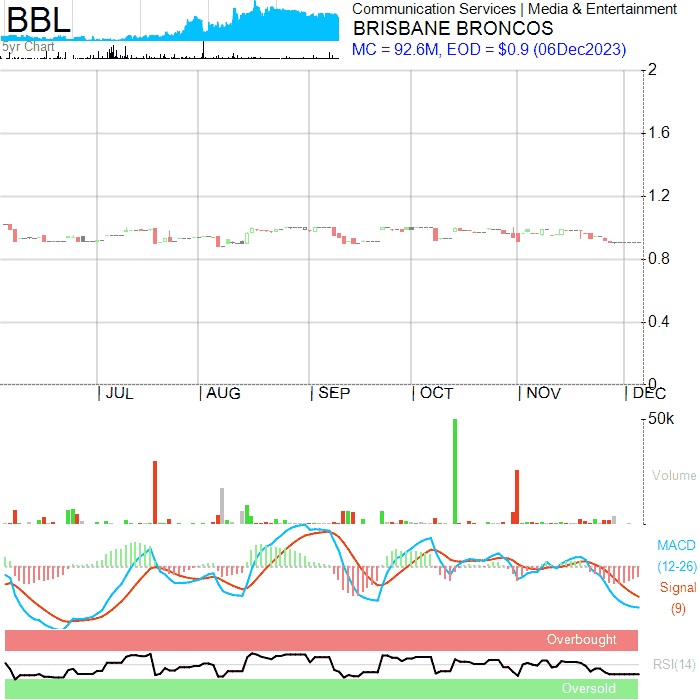 BBL
5yr Chart
Communication Services | Media & Entertainment
BRISBANE BRONCOS
MC = 92.6M, EOD = $0.9 (06Dec2023)
2
1.6
1.2
0.8
0.4
0
| JUL | AUG | SEP | OCT | NOV | DEC
50k
Volume
MACD
(12-26)
Signal
(9)
Overbought
RSI(14)
Oversold